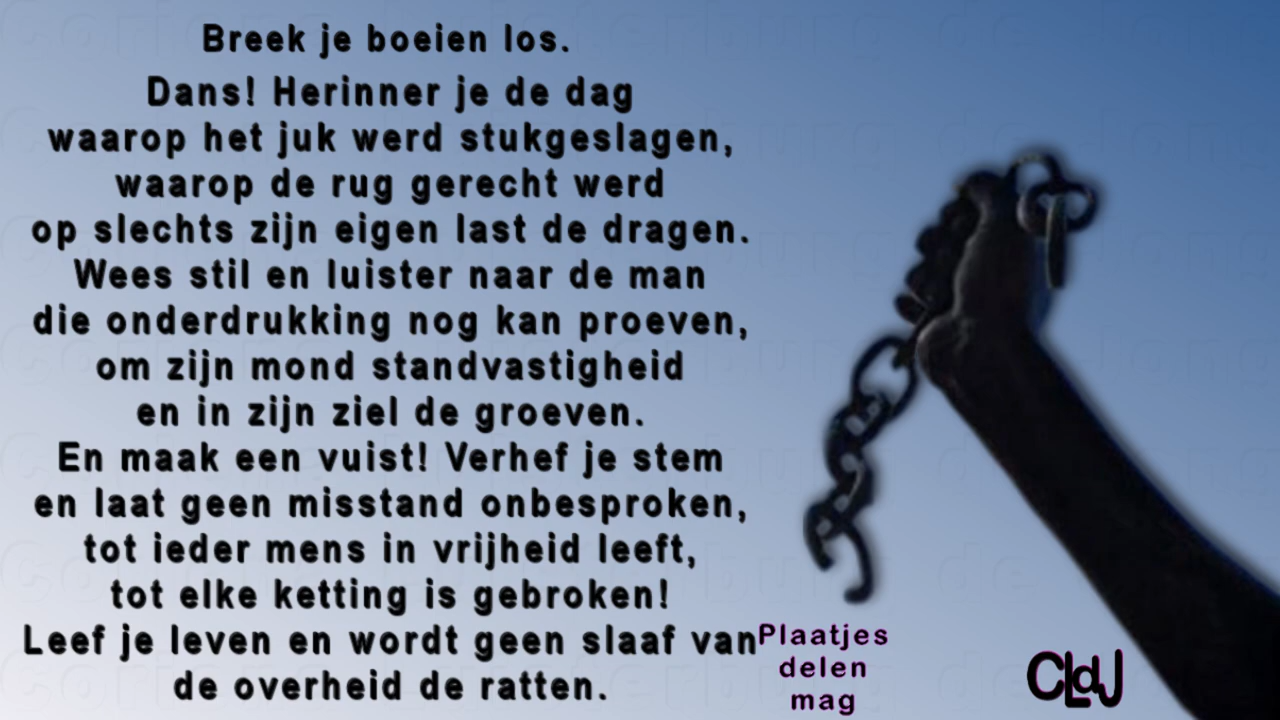 Breek je boeien los.
Dans! Herinner je de dag
waarop het juk werd stukgeslagen,
waarop de rug gerecht werd
op slechts zijn eigen last de dragen.
Wees stil en luister naar de man
die onderdrukking nog kan proeven,
om zijn mond standvastigheid
en in zijn ziel de groeven.
En maak een vuist! Verhef je stem
en laat geen misstand onbesproken,
tot ieder mens in vrijheid leeft,
tot elke ketting is gebroken!
Leef je leven en wordt geen slaaf van
de overheid de ratten.
Plaatjes
delen
mag
CLdJ